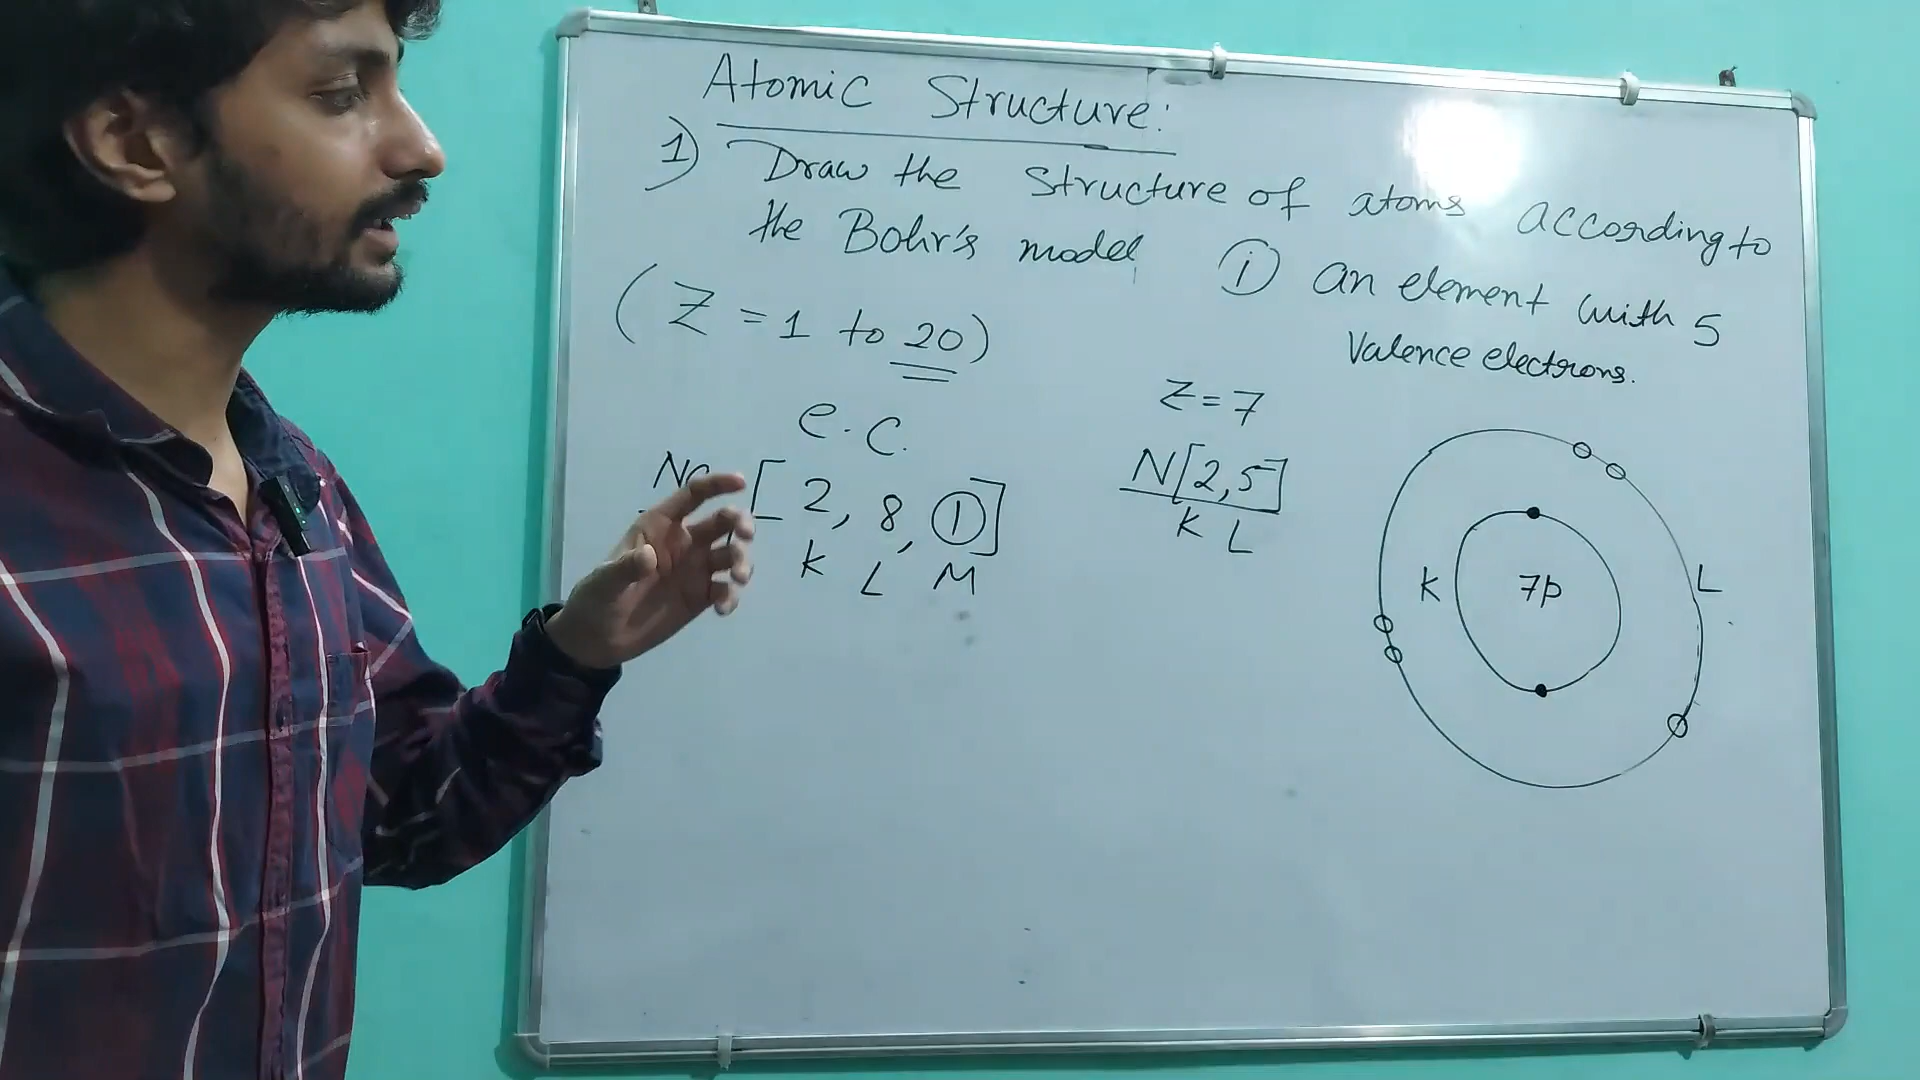 Atomic Structure:
1) Draw the structure of atoms according to
the Bohr's model
(i) an element with 5
Valence electrons.
(Z = 1 to 20)
e.c.
Na [2, 8, 1]
K L M
Z = 7
N[2,5]
K L
K 7p L